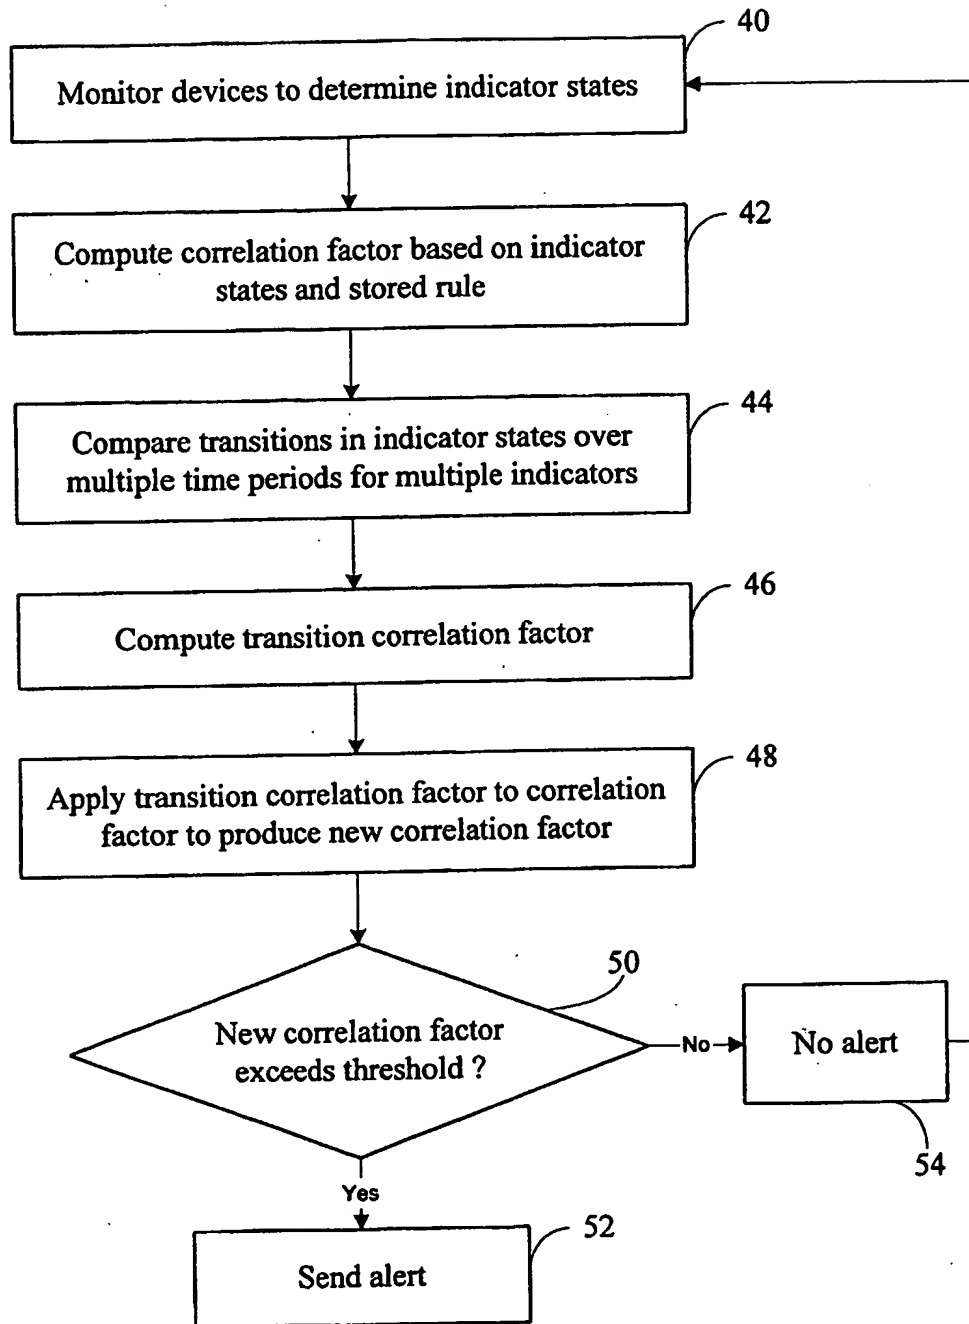 40
Monitor devices to determine indicator states
42
Compute correlation factor based on indicator
states and stored rule
44
Compare transitions in indicator states over
multiple time periods for multiple indicators
46
Compute transition correlation factor
48
Apply transition correlation factor to correlation
factor to produce new correlation factor
50
New correlation factor
exceeds threshold ?
No
No alert
54
Yes
52
Send alert